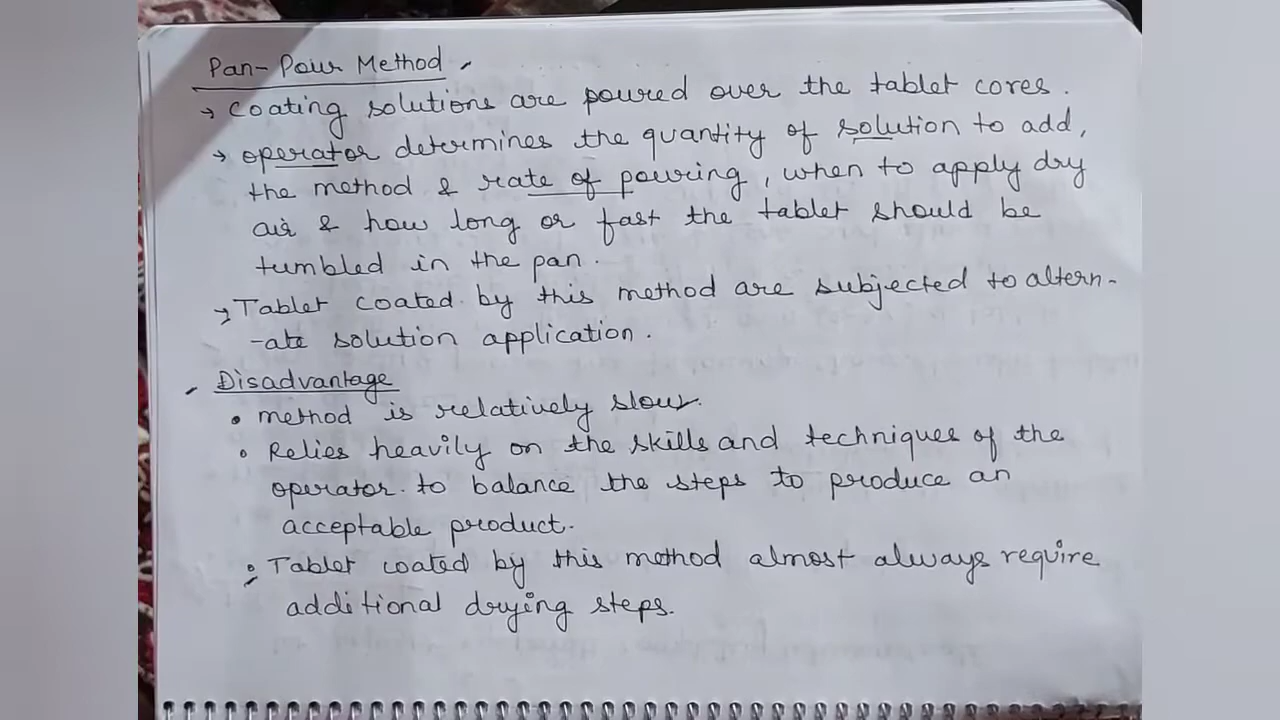 Pan- Pour Method
→ Coating solutions are poured over the tablet cores.
→ operator determines the quantity of solution to add,
the method & rate of pouring, when to apply dry
air & how long or fast the tablet should be
tumbled in the pan.
→ Tablet coated by this method are subjected to altern-
-ate solution application.
Disadvantage
• method is relatively slow.
• Relies heavily on the skills and techniques of the
operator. to balance the steps to produce an
acceptable product.
• Tablet coated by this method almost always require
additional drying steps.